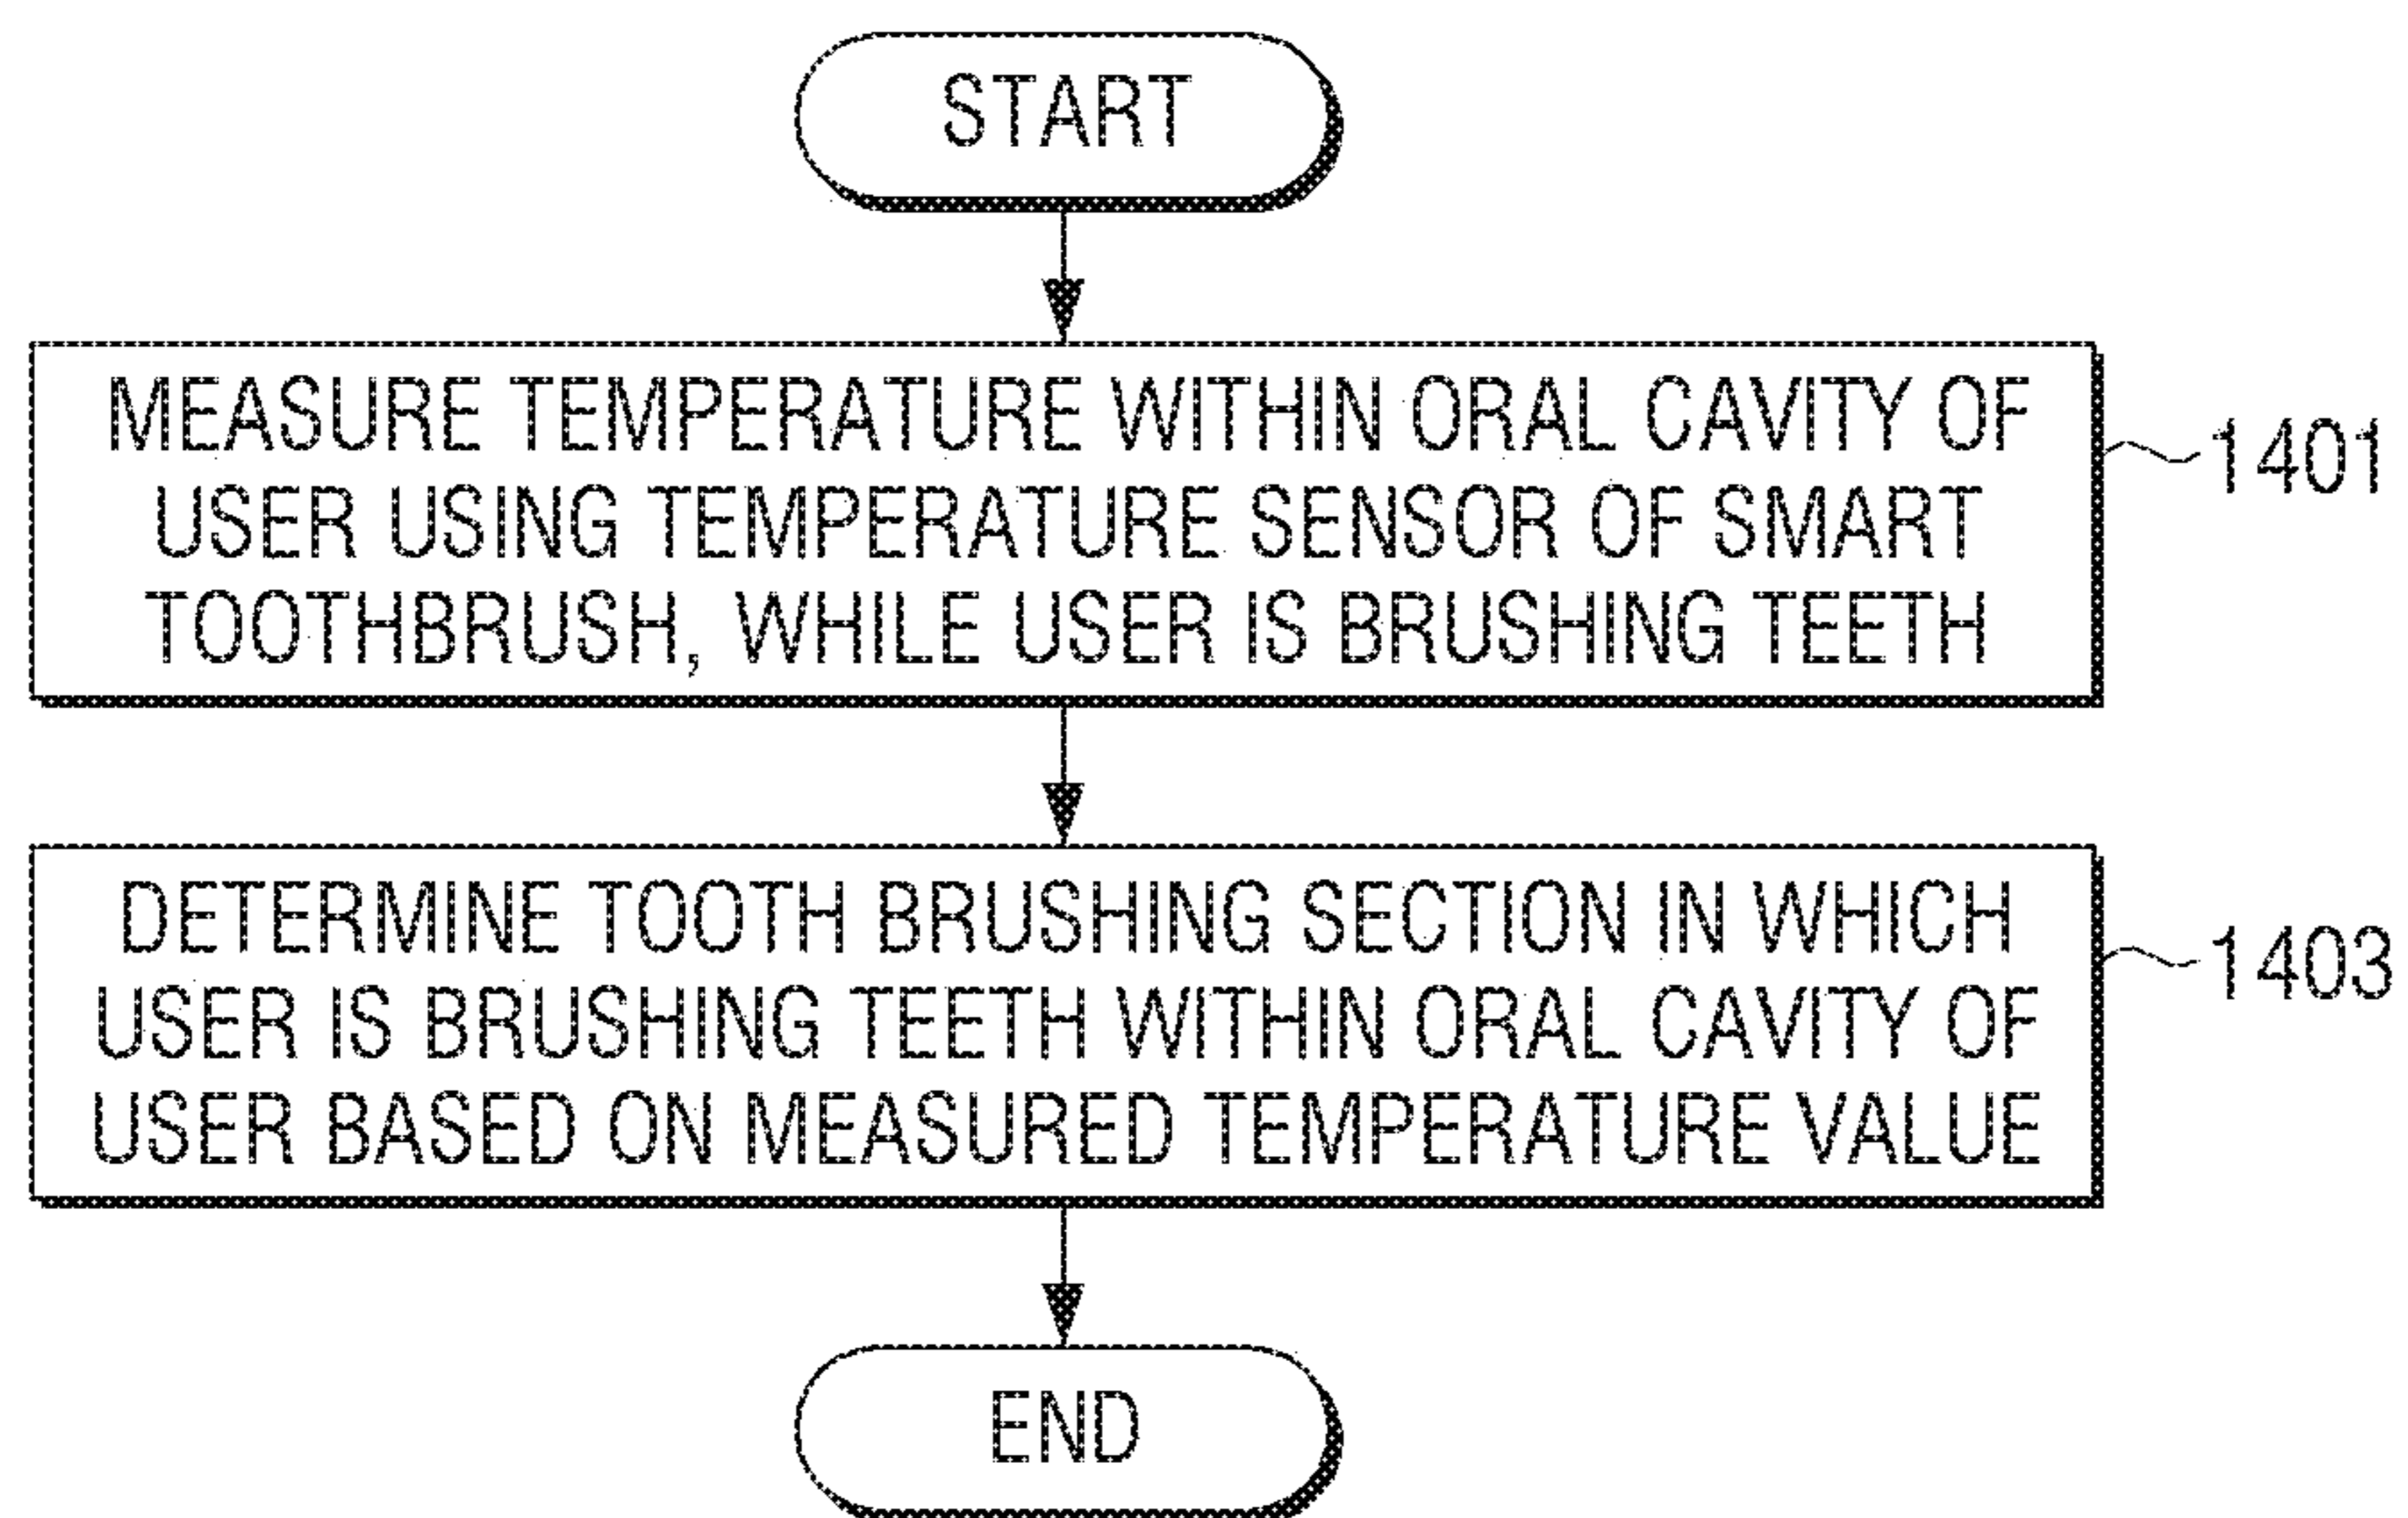 START
MEASURE TEMPERATURE WITHIN ORAL CAVITY OF
USER USING TEMPERATURE SENSOR OF SMART
TOOTHBRUSH, WHILE USER IS BRUSHING TEETH
1401
DETERMINE TOOTH BRUSHING SECTION IN WHICH
USER IS BRUSHING TEETH WITHIN ORAL CAVITY OF
USER BASED ON MEASURED TEMPERATURE VALUE
1403
END